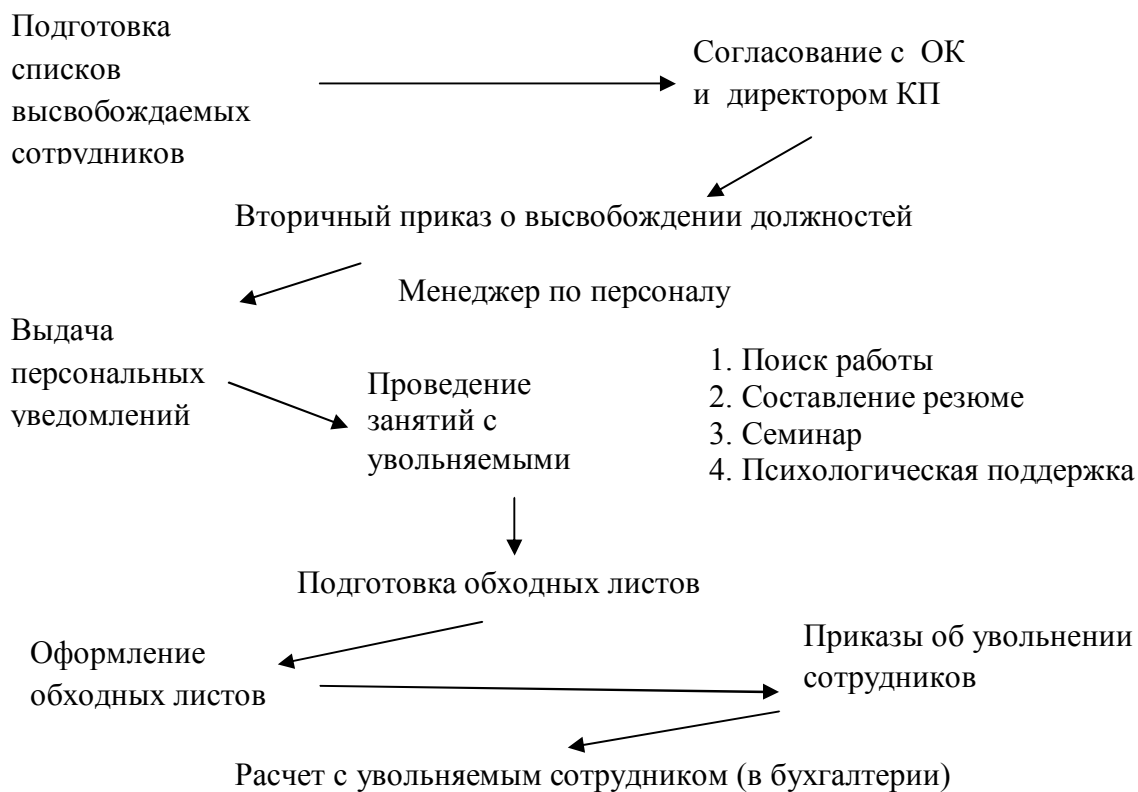 Подготовка
списков
высвобождаемых
сотрудников
Согласование с ОК
и директором КП
Вторичный приказ о высвобождении должностей
Менеджер по персоналу
Выдача
персональных
уведомлений
Проведение
занятий с
увольняемыми
1. Поиск работы
2. Составление резюме
3. Семинар
4. Психологическая поддержка
Подготовка обходных листов
Оформление
обходных листов
Приказы об увольнении
сотрудников
Расчет с увольняемым сотрудником (в бухгалтерии)